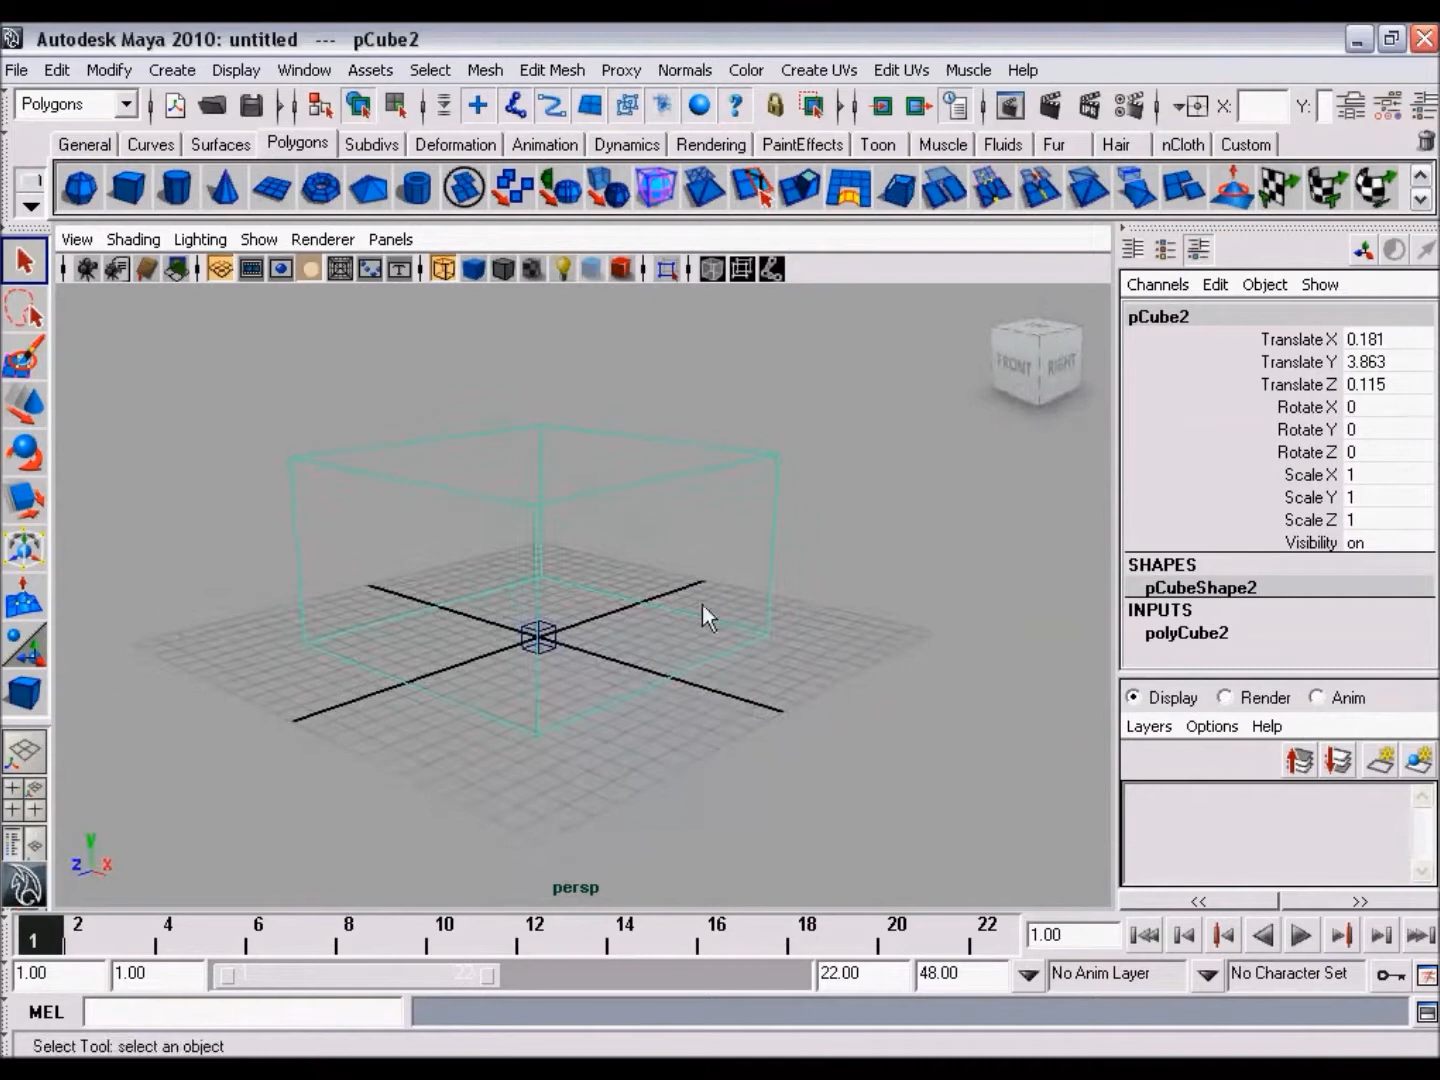 Autodesk Maya 2010: untitled --- pCube2
File Edit Modify Create Display Window Assets Select Mesh Edit Mesh Proxy Normals Color Create UVs Edit UVs Muscle Help
Polygons X: Y:
General Curves Surfaces Polygons Subdivs Deformation Animation Dynamics Rendering PaintEffects Toon Muscle Fluids Fur Hair nCloth Custom
View Shading Lighting Show Renderer Panels
Channels Edit Object Show
pCube2
Translate X 0.181
Translate Y 3.863
Translate Z 0.115
Rotate X 0
Rotate Y 0
Rotate Z 0
Scale X 1
Scale Y 1
Scale Z 1
Visibility on
SHAPES
pCubeShape2
INPUTS
polyCube2
FRONT RIGHT
Display Render Anim
Layers Options Help
y
z x
persp
<< >>
1 2 4 6 8 10 12 14 16 18 20 22 1.00
1.00 1.00 1 22 22.00 48.00 No Anim Layer No Character Set
MEL
Select Tool: select an object